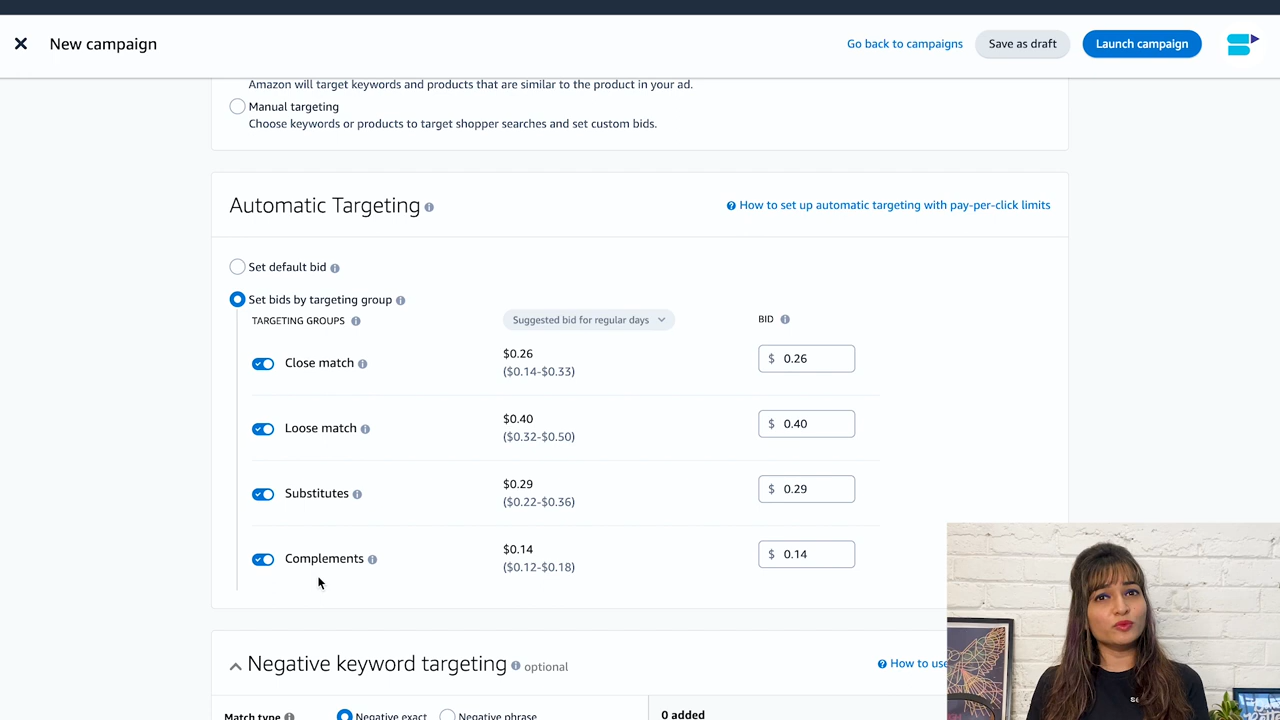 New campaign
Go back to campaigns
Save as draft
Launch campaign
Amazon will target keywords and products that are similar to the product in your ad.
Manual targeting
Choose keywords or products to target shopper searches and set custom bids.
Automatic Targeting
How to set up automatic targeting with pay-per-click limits
Set default bid
Set bids by targeting group
TARGETING GROUPS
Suggested bid for regular days
BID
Close match
$0.26
($0.14-$0.33)
$ 0.26
Loose match
$0.40
($0.32-$0.50)
$ 0.40
Substitutes
$0.29
($0.22-$0.36)
$ 0.29
Complements
$0.14
($0.12-$0.18)
$ 0.14
Negative keyword targeting
optional
How to use
Match type
Negative exact
Negative phrase
0 added